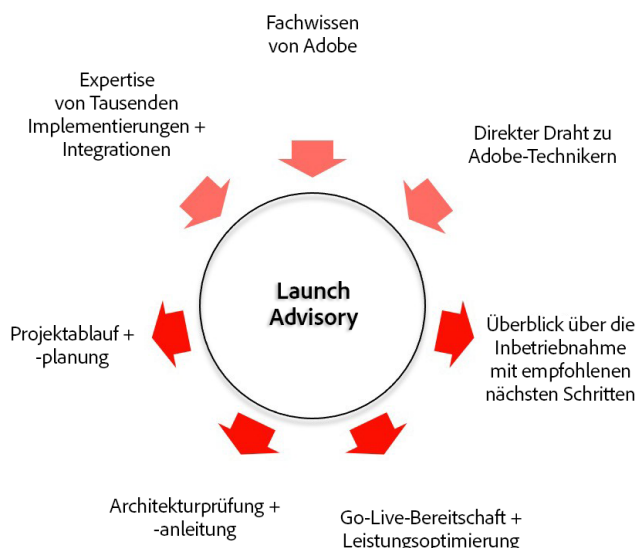 Fachwissen
von Adobe
Expertise
von Tausenden
Implementierungen +
Integrationen
Direkter Draht zu
Adobe-Technikern
Launch
Advisory
Projektablauf +
-planung
Überblick über die
Inbetriebnahme
mit empfohlenen
nächsten Schritten
Architekturprüfung +
-anleitung
Go-Live-Bereitschaft +
Leistungsoptimierung